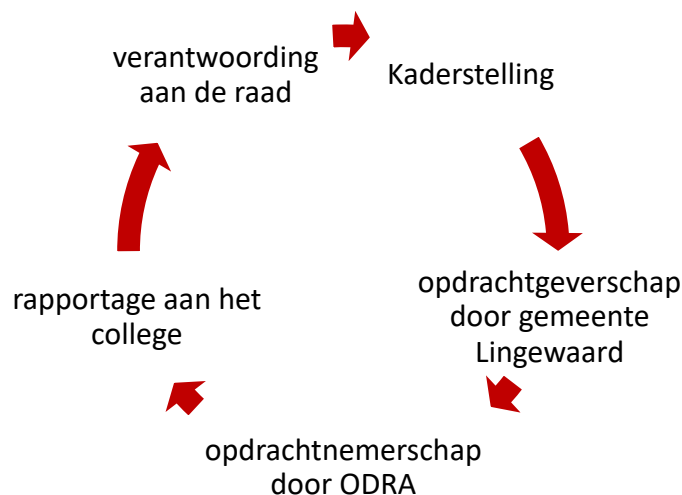 verantwoording
aan de raad
Kaderstelling
opdrachtgeverschap
door gemeente
Lingewaard
opdrachtnemerschap
door ODRA
rapportage aan het
college